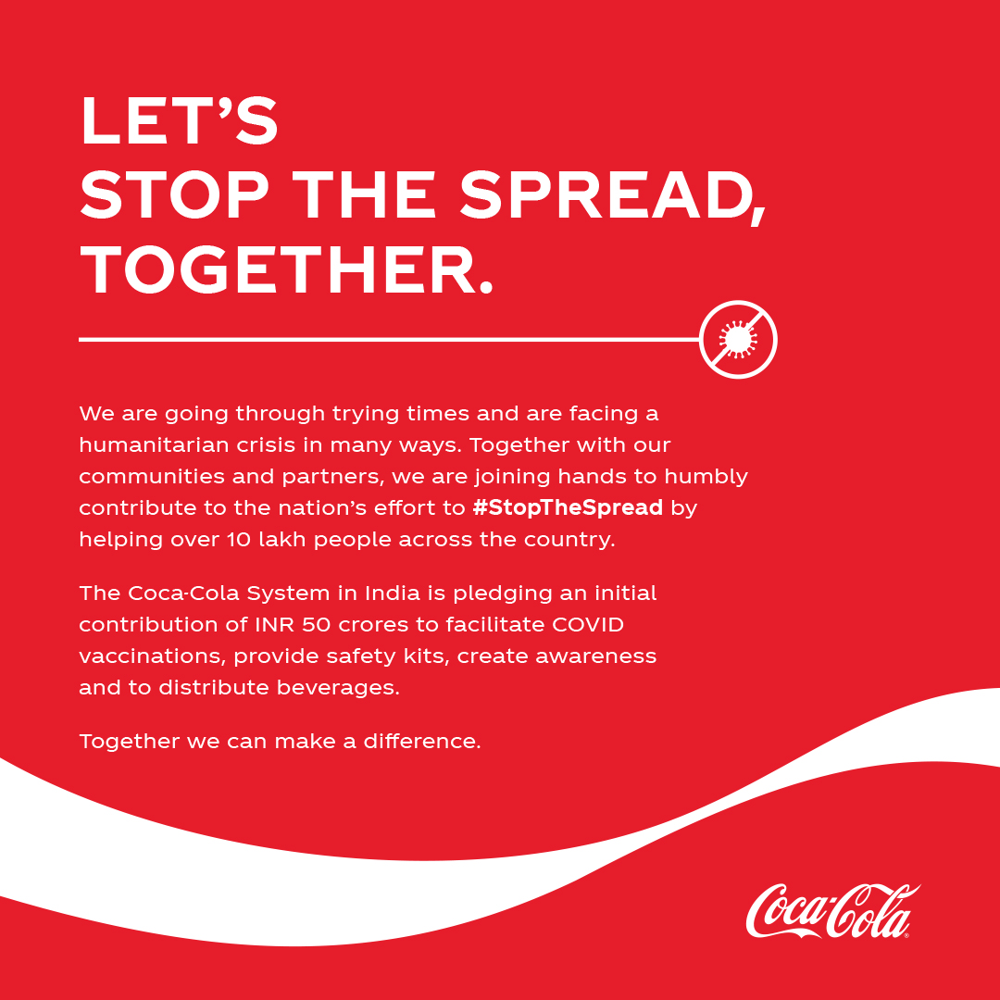 LET’S
STOP THE SPREAD,
TOGETHER.
We are going through trying times and are facing a
humanitarian crisis in many ways. Together with our
communities and partners, we are joining hands to humbly
contribute to the nation’s effort to #StopTheSpread by
helping over 10 lakh people across the country.
The Coca-Cola System in India is pledging an initial
contribution of INR 50 crores to facilitate COVID
vaccinations, provide safety kits, create awareness
and to distribute beverages.
Together we can make a difference.
Coca-Cola®